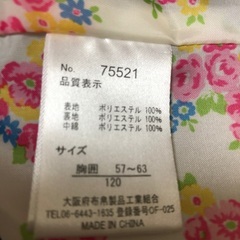 No. 75521
品質表示
表地 ポリエステル 100%
裏地 ポリエステル 100%
中綿 ポリエステル 100%
サイズ
胸囲 57～63
120
大阪府布帛製品工業組合
TEL06-6443-1635 登録番号OF-025
MADE IN CHINA